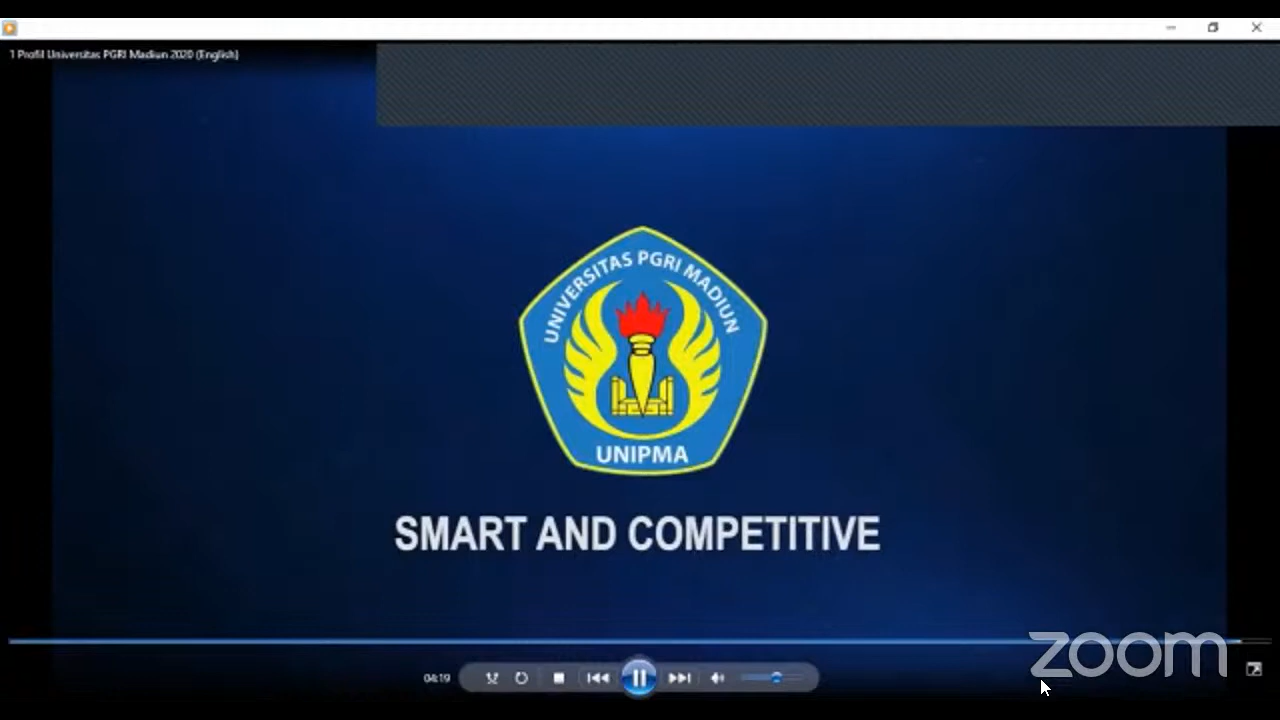 1 Profil Universitas PGRI Madiun 2020 (English)
UNIVERSITAS PGRI MADIUN
UNIPMA
SMART AND COMPETITIVE
04:19
zoom